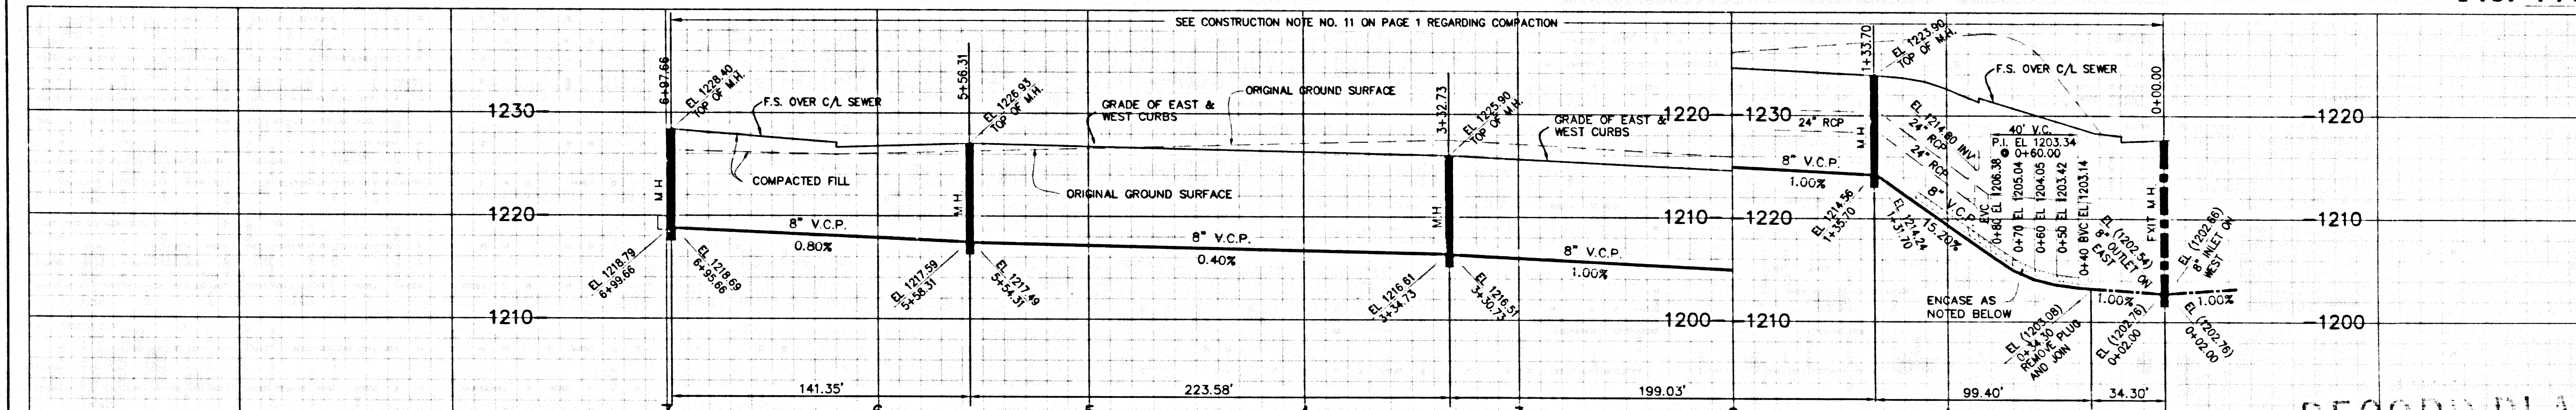 SEE CONSTRUCTION NOTE NO. 11 ON PAGE 1 REGARDING COMPACTION
6+97.66
EL 1228.40
TOP OF M.H.
F.S. OVER C/L SEWER
5+56.31
EL 1226.93
TOP OF M.H.
GRADE OF EAST &
WEST CURBS
ORIGINAL GROUND SURFACE
3+32.73
EL 1225.90
TOP OF M.H.
GRADE OF EAST &
WEST CURBS
1+33.70
EL 1223.90
TOP OF M.H.
F.S. OVER C/L SEWER
0+00.00
1230
1220
1230
1220
24" RCP
M.H
EL 1214.80 INV
24" RCP
24" RCP
40' V.C.
P.I. EL 1203.34
@ 0+60.00
COMPACTED FILL
ORIGINAL GROUND SURFACE
M.H
M.H
M.H
8" V.C.P.
1.00%
EVC
0+80 EL 1206.38
0+70 EL 1205.04
0+60 EL 1204.05
0+50 EL 1203.42
0+40 BVC EL 1203.14
8" V.C.P.
15.20%
1220
1210
1220
1210
8" V.C.P.
0.80%
8" V.C.P.
0.40%
8" V.C.P.
1.00%
EL 1214.56
1+35.70
EL 1214.24
1+31.70
EL (1202.54)
8" OUTLET ON
EAST
EXIT M.H.
EL (1202.66)
8" INLET ON
WEST
EL 1218.79
6+99.66
EL 1218.69
6+95.66
EL 1217.59
5+58.31
EL 1217.49
5+54.31
EL 1216.61
3+34.73
EL 1216.51
3+30.73
ENCASE AS
NOTED BELOW
1.00%
1.00%
1210
1200
1210
1200
EL (1203.08)
0+34.30
REMOVE PLUG
AND JOIN
EL (1202.76)
0+02.00
EL (1202.76)
0+02.00
141.35'
223.58'
199.03'
99.40'
34.30'